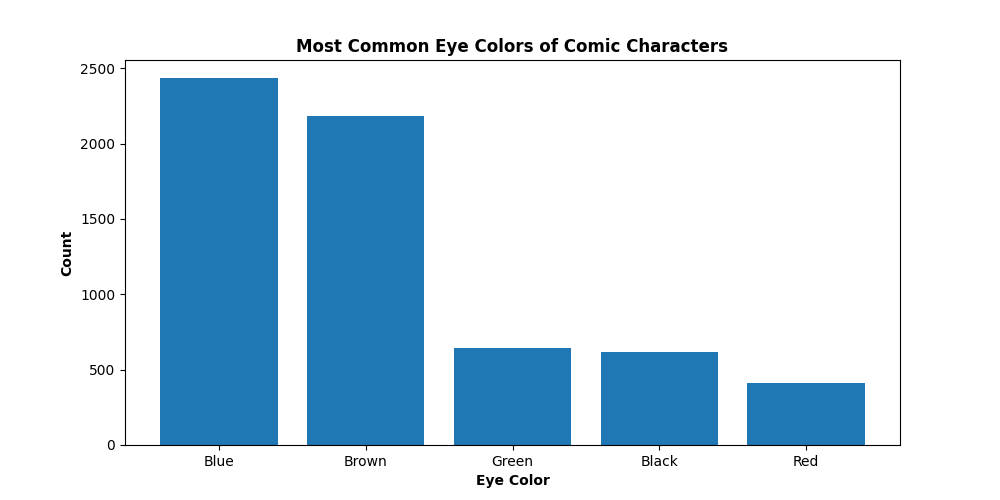 Most Common Eye Colors of Comic Characters
2500
2000
1500
1000
500
0
Count
Blue Brown Green Black Red
Eye Color